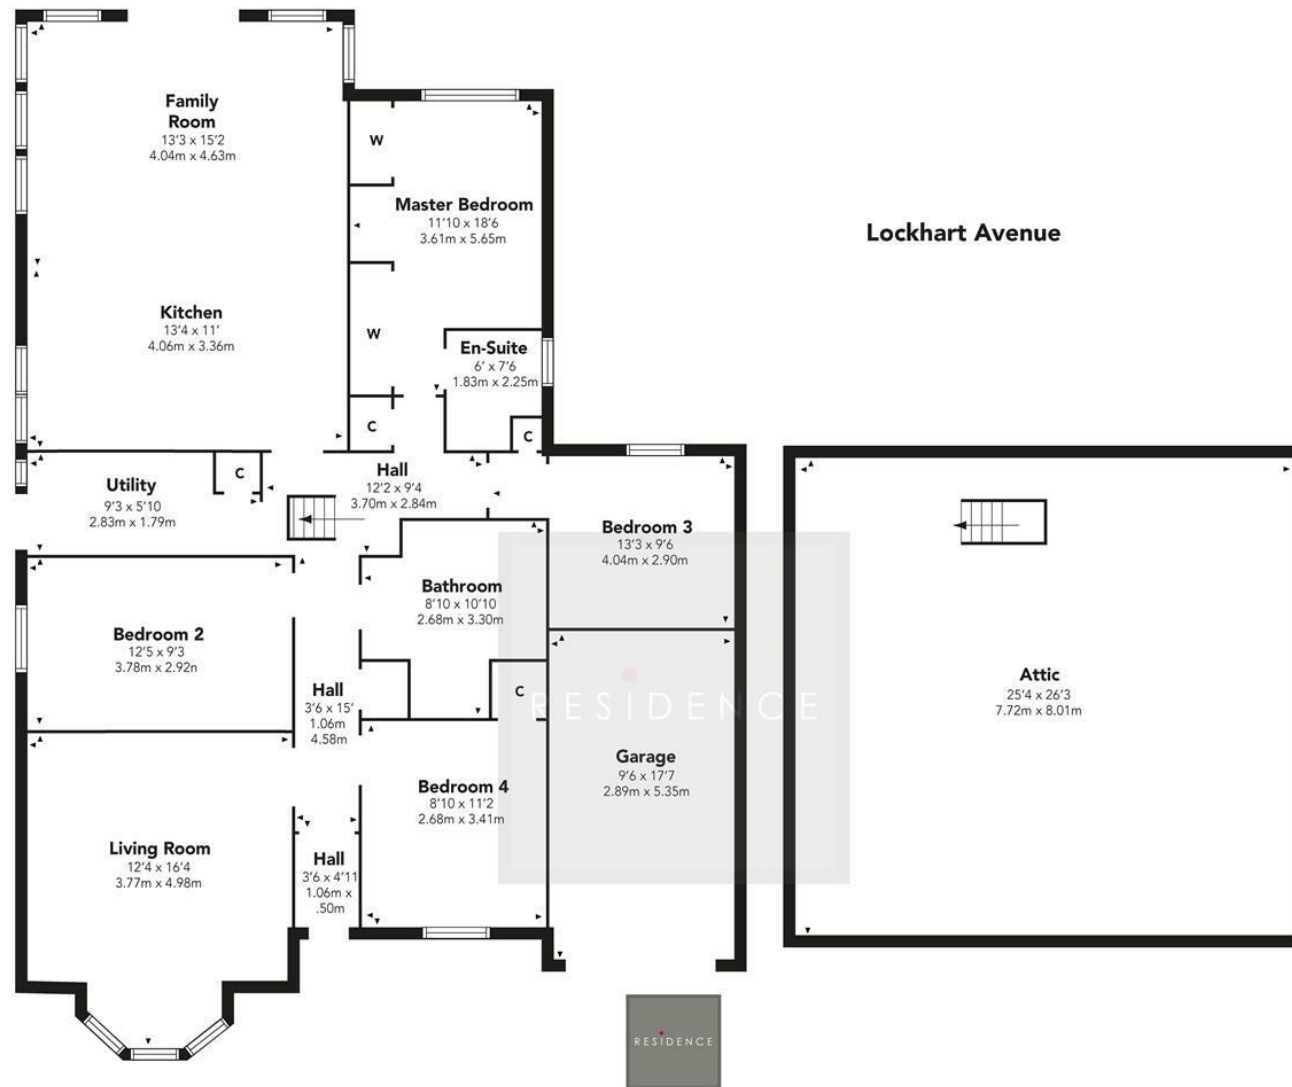 Family
Room
13'3 x 15'2
4.04m x 4.63m
W
Master Bedroom
11'10 x 18'6
3.61m x 5.65m
Lockhart Avenue
Kitchen
13'4 x 11'
4.06m x 3.36m
W
En-Suite
6' x 7'6
1.83m x 2.25m
C
C
Hall
12'2 x 9'4
3.70m x 2.84m
Utility
9'3 x 5'10
2.83m x 1.79m
C
Bedroom 3
13'3 x 9'6
4.04m x 2.90m
Bathroom
8'10 x 10'10
2.68m x 3.30m
Bedroom 2
12'5 x 9'3
3.78m x 2.92n
Hall
3'6 x 15'
1.06m
4.58m
C
RESIDENCE
Attic
25'4 x 26'3
7.72m x 8.01m
Garage
9'6 x 17'7
2.89m x 5.35m
Bedroom 4
8'10 x 11'2
2.68m x 3.41m
Living Room
12'4 x 16'4
3.77m x 4.98m
Hall
3'6 x 4'11
1.06m x
.50m
RESIDENCE